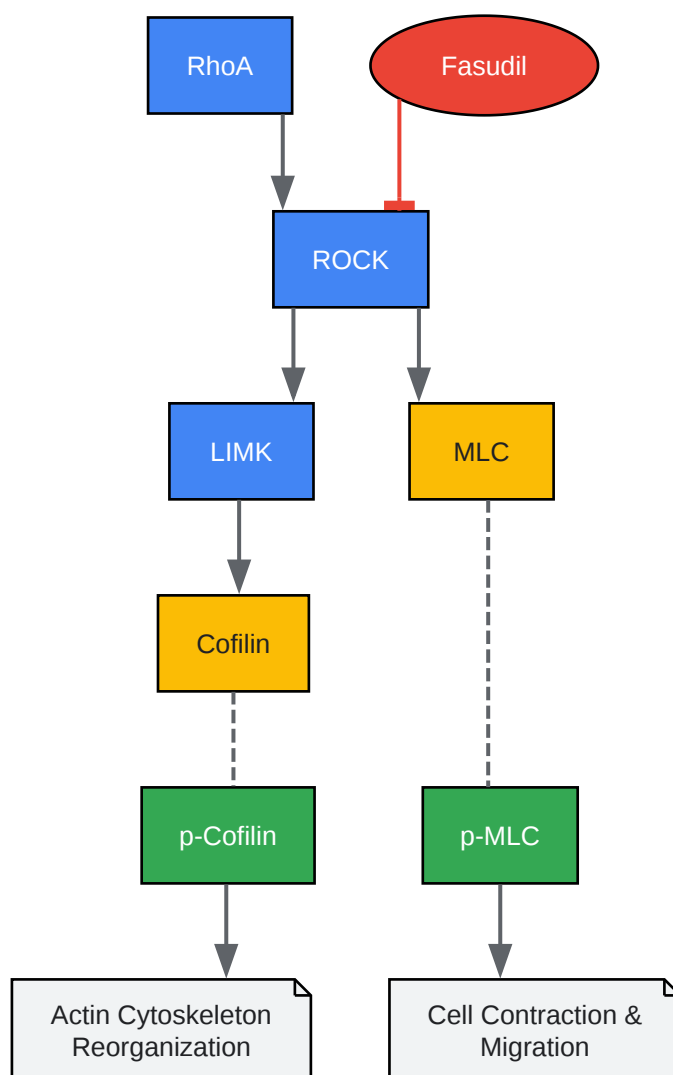 RhoA
Fasudil
ROCK
LIMK
MLC
Cofilin
p-Cofilin
p-MLC
Actin Cytoskeleton
Reorganization
Cell Contraction &
Migration